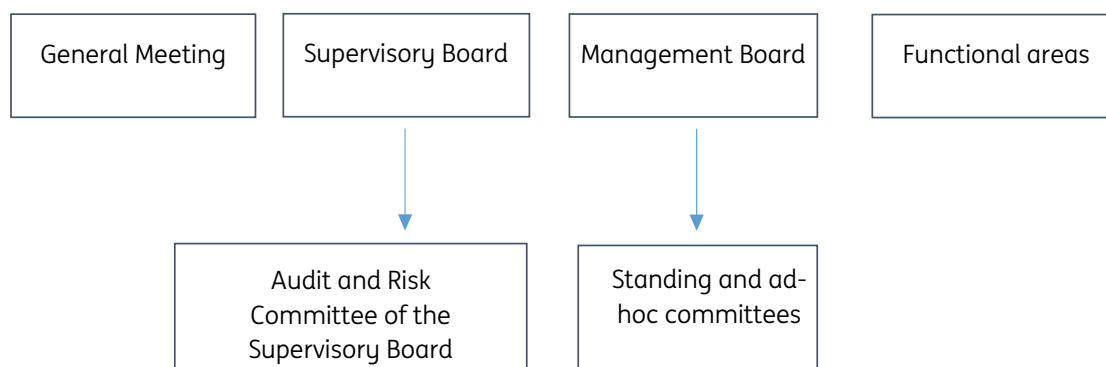 General Meeting
Supervisory Board
Management Board
Functional areas
Audit and Risk
Committee of the
Supervisory Board
Standing and ad-
hoc committees